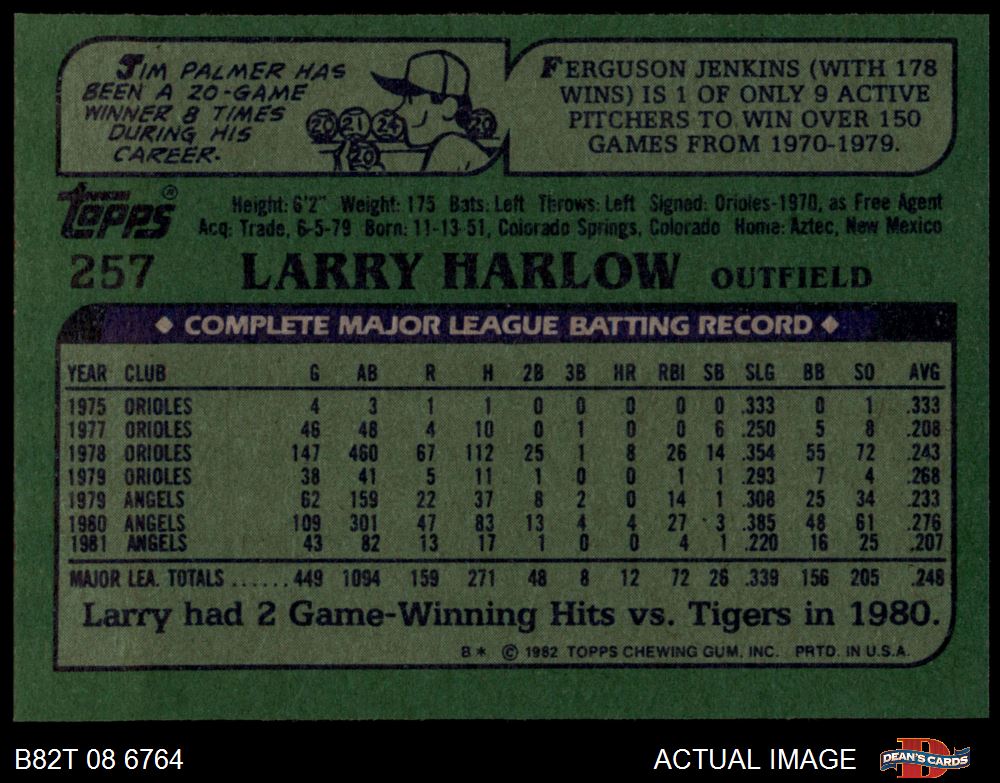 JIM PALMER HAS
BEEN A 20-GAME
WINNER 8 TIMES
DURING HIS
CAREER.
20 21 20 20
20
FERGUSON JENKINS (WITH 178
WINS) IS 1 OF ONLY 9 ACTIVE
PITCHERS TO WIN OVER 150
GAMES FROM 1970-1979.
TOPPS®
Height: 6'2" Weight: 175 Bats: Left Throws: Left Signed: Orioles-1970, as Free Agent
Acq: Trade, 6-5-79 Born: 11-13-51, Colorado Springs, Colorado Home: Aztec, New Mexico
257 LARRY HARLOW OUTFIELD
◆ COMPLETE MAJOR LEAGUE BATTING RECORD ◆
YEAR CLUB G AB R H 2B 3B HR RBI SB SLG BB SO AVG
1975 ORIOLES 4 3 1 1 0 0 0 0 0 .333 0 1 .333
1977 ORIOLES 46 48 4 10 0 1 0 0 6 .250 5 8 .208
1978 ORIOLES 147 460 67 112 25 1 8 26 14 .354 55 72 .243
1979 ORIOLES 38 41 5 11 1 0 0 1 1 .293 7 4 .268
1979 ANGELS 62 159 22 37 8 2 0 14 1 .308 25 34 .233
1980 ANGELS 109 301 47 83 13 4 4 27 3 .385 48 61 .276
1981 ANGELS 43 82 13 17 1 0 0 4 1 .220 16 25 .207
MAJOR LEA. TOTALS ......449 1094 159 271 48 8 12 72 26 .339 156 205 .248
Larry had 2 Game-Winning Hits vs. Tigers in 1980.
B* © 1982 TOPPS CHEWING GUM, INC. PRTD. IN U.S.A.
B82T 08 6764 ACTUAL IMAGE DEAN'S CARDS